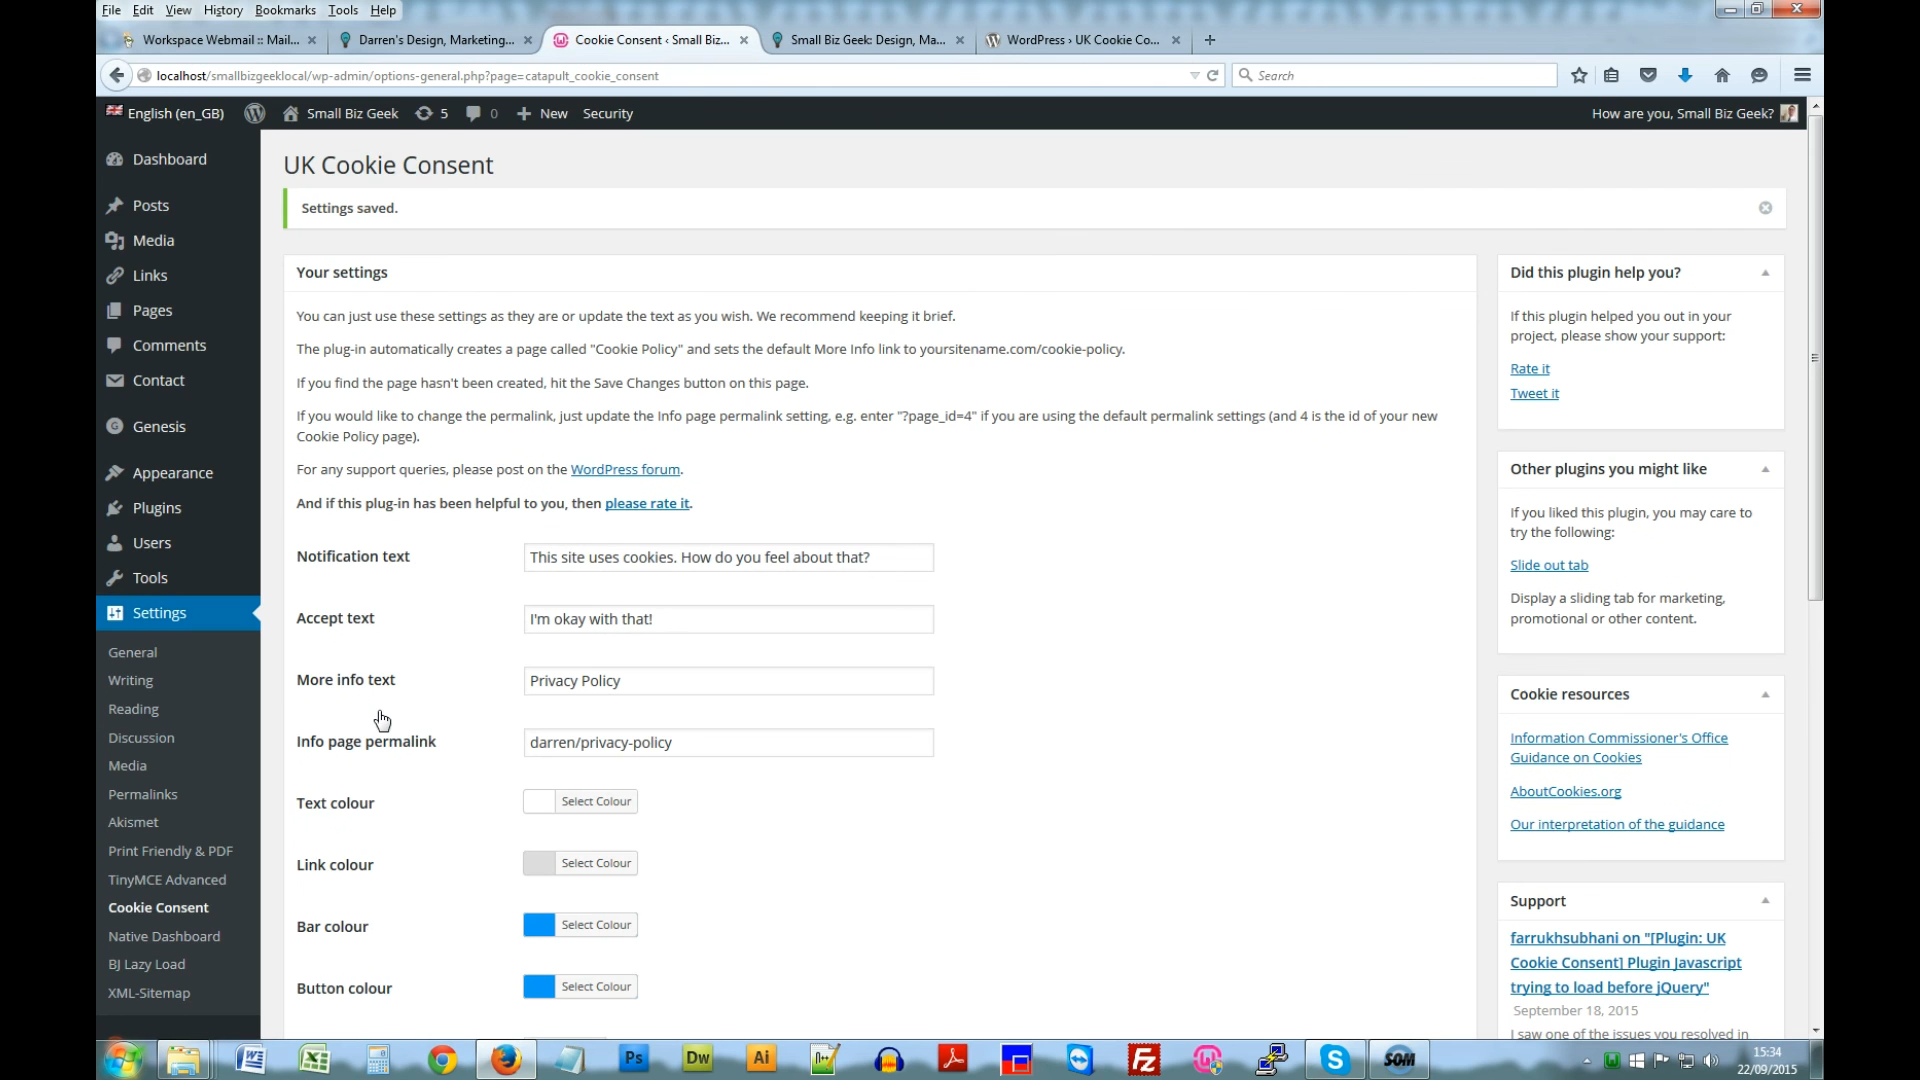 File Edit View History Bookmarks Tools Help
Workspace Webmail :: Mail... Darren's Design, Marketing... Cookie Consent ‹ Small Biz... Small Biz Geek: Design, Ma... WordPress › UK Cookie Co...
localhost/smallbizgeeklocal/wp-admin/options-general.php?page=catapult_cookie_consent Search
English (en_GB) Small Biz Geek 5 0 New Security How are you, Small Biz Geek?
Dashboard
Posts
Media
Links
Pages
Comments
Contact
Genesis
Appearance
Plugins
Users
Tools
Settings
General
Writing
Reading
Discussion
Media
Permalinks
Akismet
Print Friendly & PDF
TinyMCE Advanced
Cookie Consent
Native Dashboard
BJ Lazy Load
XML-Sitemap
UK Cookie Consent
Settings saved.
Your settings
You can just use these settings as they are or update the text as you wish. We recommend keeping it brief.
The plug-in automatically creates a page called "Cookie Policy" and sets the default More Info link to yoursitename.com/cookie-policy.
If you find the page hasn't been created, hit the Save Changes button on this page.
If you would like to change the permalink, just update the Info page permalink setting, e.g. enter "?page_id=4" if you are using the default permalink settings (and 4 is the id of your new
Cookie Policy page).
For any support queries, please post on the WordPress forum.
And if this plug-in has been helpful to you, then please rate it.
Notification text This site uses cookies. How do you feel about that?
Accept text I'm okay with that!
More info text Privacy Policy
Info page permalink darren/privacy-policy
Text colour Select Colour
Link colour Select Colour
Bar colour Select Colour
Button colour Select Colour
Did this plugin help you?
If this plugin helped you out in your
project, please show your support:
Rate it
Tweet it
Other plugins you might like
If you liked this plugin, you may care to
try the following:
Slide out tab
Display a sliding tab for marketing,
promotional or other content.
Cookie resources
Information Commissioner's Office
Guidance on Cookies
AboutCookies.org
Our interpretation of the guidance
Support
farrukhsubhani on "[Plugin: UK
Cookie Consent] Plugin Javascript
trying to load before jQuery"
September 18, 2015
I saw one of the issues you resolved in
Ps Dw Ai Fz SOM
15:34
22/09/2015